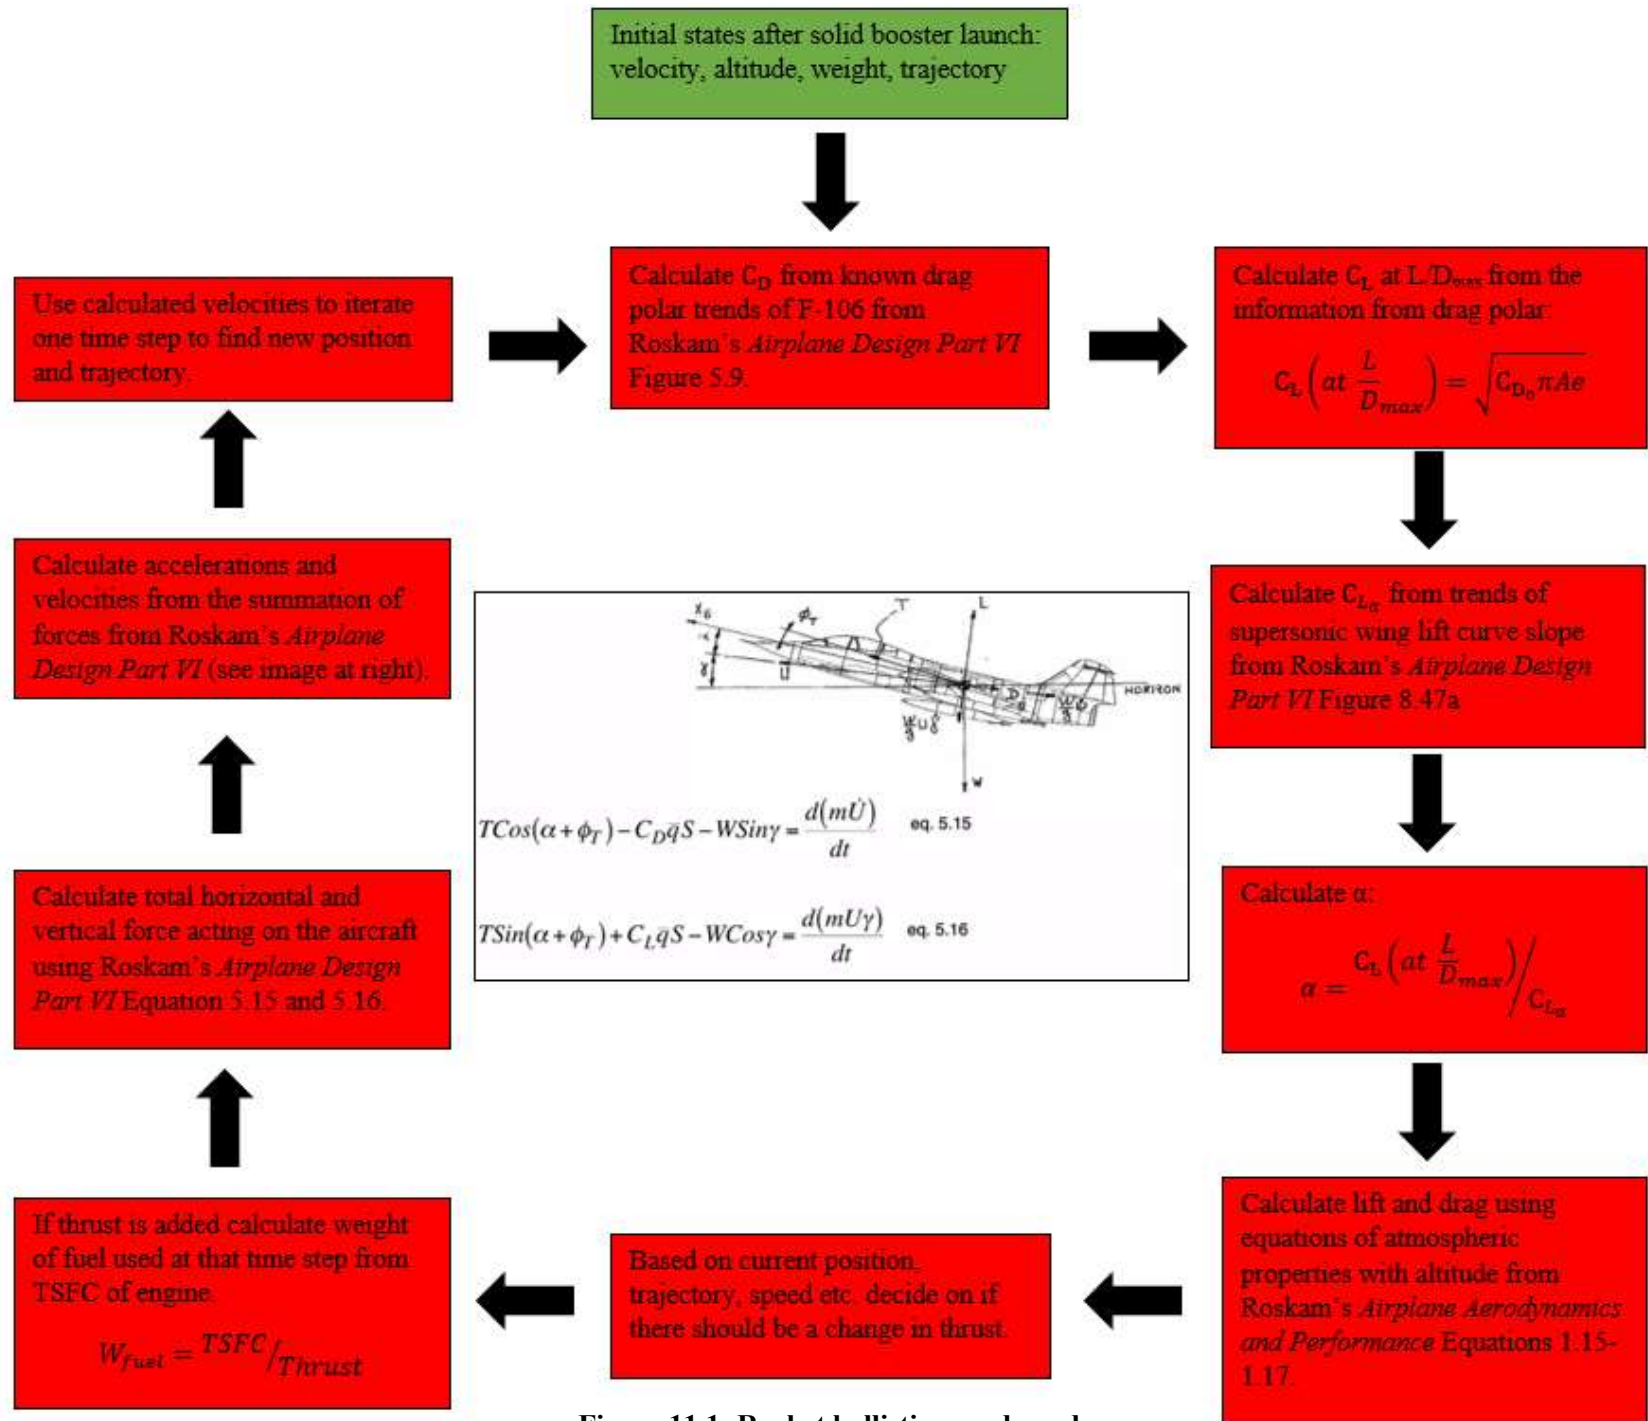 Initial states after solid booster launch:
velocity, altitude, weight, trajectory
Calculate C_D from known drag
polar trends of F-106 from
Roskam's Airplane Design Part VI
Figure 5.9.
Calculate C_L at L/D_max from the
information from drag polar:
C_L (at L/D_max) = √(C_D₀ πAe)
Calculate C_Lα from trends of
supersonic wing lift curve slope
from Roskam's Airplane Design
Part VI Figure 8.47a
Calculate α:
α = C_L (at L/D_max) / C_Lα
Calculate lift and drag using
equations of atmospheric
properties with altitude from
Roskam's Airplane Aerodynamics
and Performance Equations 1.15-
1.17.
Based on current position,
trajectory, speed etc. decide on if
there should be a change in thrust.
If thrust is added calculate weight
of fuel used at that time step from
TSFC of engine.
W_fuel = TSFC/Thrust
Calculate total horizontal and
vertical force acting on the aircraft
using Roskam's Airplane Design
Part VI Equation 5.15 and 5.16.
Calculate accelerations and
velocities from the summation of
forces from Roskam's Airplane
Design Part VI (see image at right).
Use calculated velocities to iterate
one time step to find new position
and trajectory.
ϕ_T
T
L
HORIZON
W
TCos(α+ϕ_T)−C_D q̄S−WSinγ = d(mU̇)/dt eq. 5.15
TSin(α+ϕ_T)+C_L q̄S−WCosγ = d(mUγ)/dt eq. 5.16